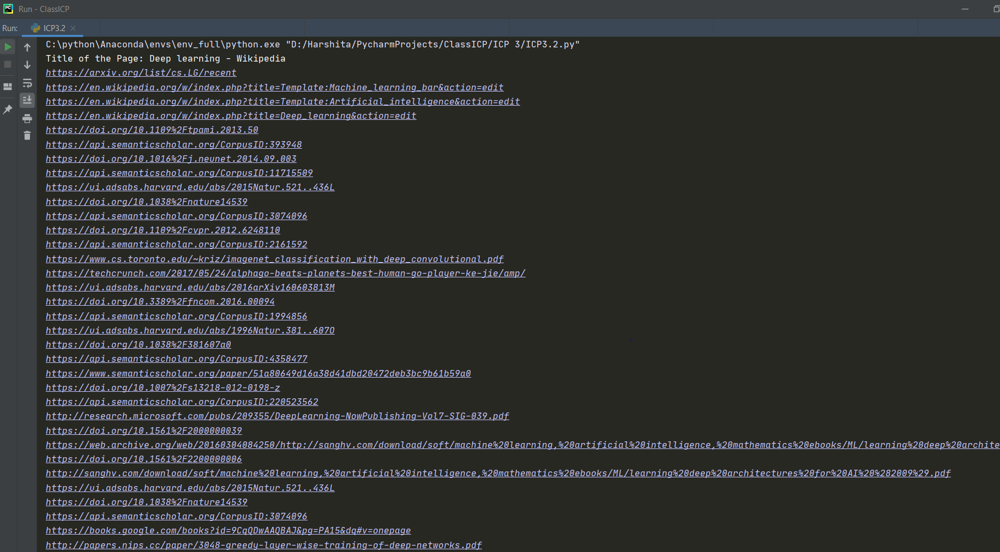 PC
Run - ClassICP
Run:
ICP3.2
C:\python\Anaconda\envs\env_full\python.exe "D:/Harshita/PycharmProjects/ClassICP/ICP 3/ICP3.2.py"
Title of the Page: Deep learning - Wikipedia
https://arxiv.org/list/cs.LG/recent
https://en.wikipedia.org/w/index.php?title=Template:Machine_learning_bar&action=edit
https://en.wikipedia.org/w/index.php?title=Template:Artificial_intelligence&action=edit
https://en.wikipedia.org/w/index.php?title=Deep_learning&action=edit
https://doi.org/10.1109%2Ftpami.2013.50
https://api.semanticscholar.org/CorpusID:393948
https://doi.org/10.1016%2Fj.neunet.2014.09.003
https://api.semanticscholar.org/CorpusID:11715509
https://ui.adsabs.harvard.edu/abs/2015Natur.521..436L
https://doi.org/10.1038%2Fnature14539
https://api.semanticscholar.org/CorpusID:3074096
https://doi.org/10.1109%2Fcvpr.2012.6248110
https://api.semanticscholar.org/CorpusID:2161592
https://www.cs.toronto.edu/~kriz/imagenet_classification_with_deep_convolutional.pdf
https://techcrunch.com/2017/05/24/alphago-beats-planets-best-human-go-player-ke-jie/amp/
https://ui.adsabs.harvard.edu/abs/2016arXiv160603813M
https://doi.org/10.3389%2Ffncom.2016.00094
https://api.semanticscholar.org/CorpusID:1994856
https://ui.adsabs.harvard.edu/abs/1996Natur.381..607O
https://doi.org/10.1038%2F381607a0
https://api.semanticscholar.org/CorpusID:4358477
https://www.semanticscholar.org/paper/51a80649d16a38d41dbd20472deb3bc9b61b59a0
https://doi.org/10.1007%2Fs13218-012-0198-z
https://api.semanticscholar.org/CorpusID:220523562
http://research.microsoft.com/pubs/209355/DeepLearning-NowPublishing-Vol7-SIG-039.pdf
https://doi.org/10.1561%2F2000000039
https://web.archive.org/web/20160304084250/http://sanghv.com/download/soft/machine%20learning,%20artificial%20intelligence,%20mathematics%20ebooks/ML/learning%20deep%20archite
https://doi.org/10.1561%2F2200000006
http://sanghv.com/download/soft/machine%20learning,%20artificial%20intelligence,%20mathematics%20ebooks/ML/learning%20deep%20architectures%20for%20AI%20%282009%29.pdf
https://ui.adsabs.harvard.edu/abs/2015Natur.521..436L
https://doi.org/10.1038%2Fnature14539
https://api.semanticscholar.org/CorpusID:3074096
https://books.google.com/books?id=9CqQDwAAQBAJ&pg=PA15&dq#v=onepage
http://papers.nips.cc/paper/3048-greedy-layer-wise-training-of-deep-networks.pdf